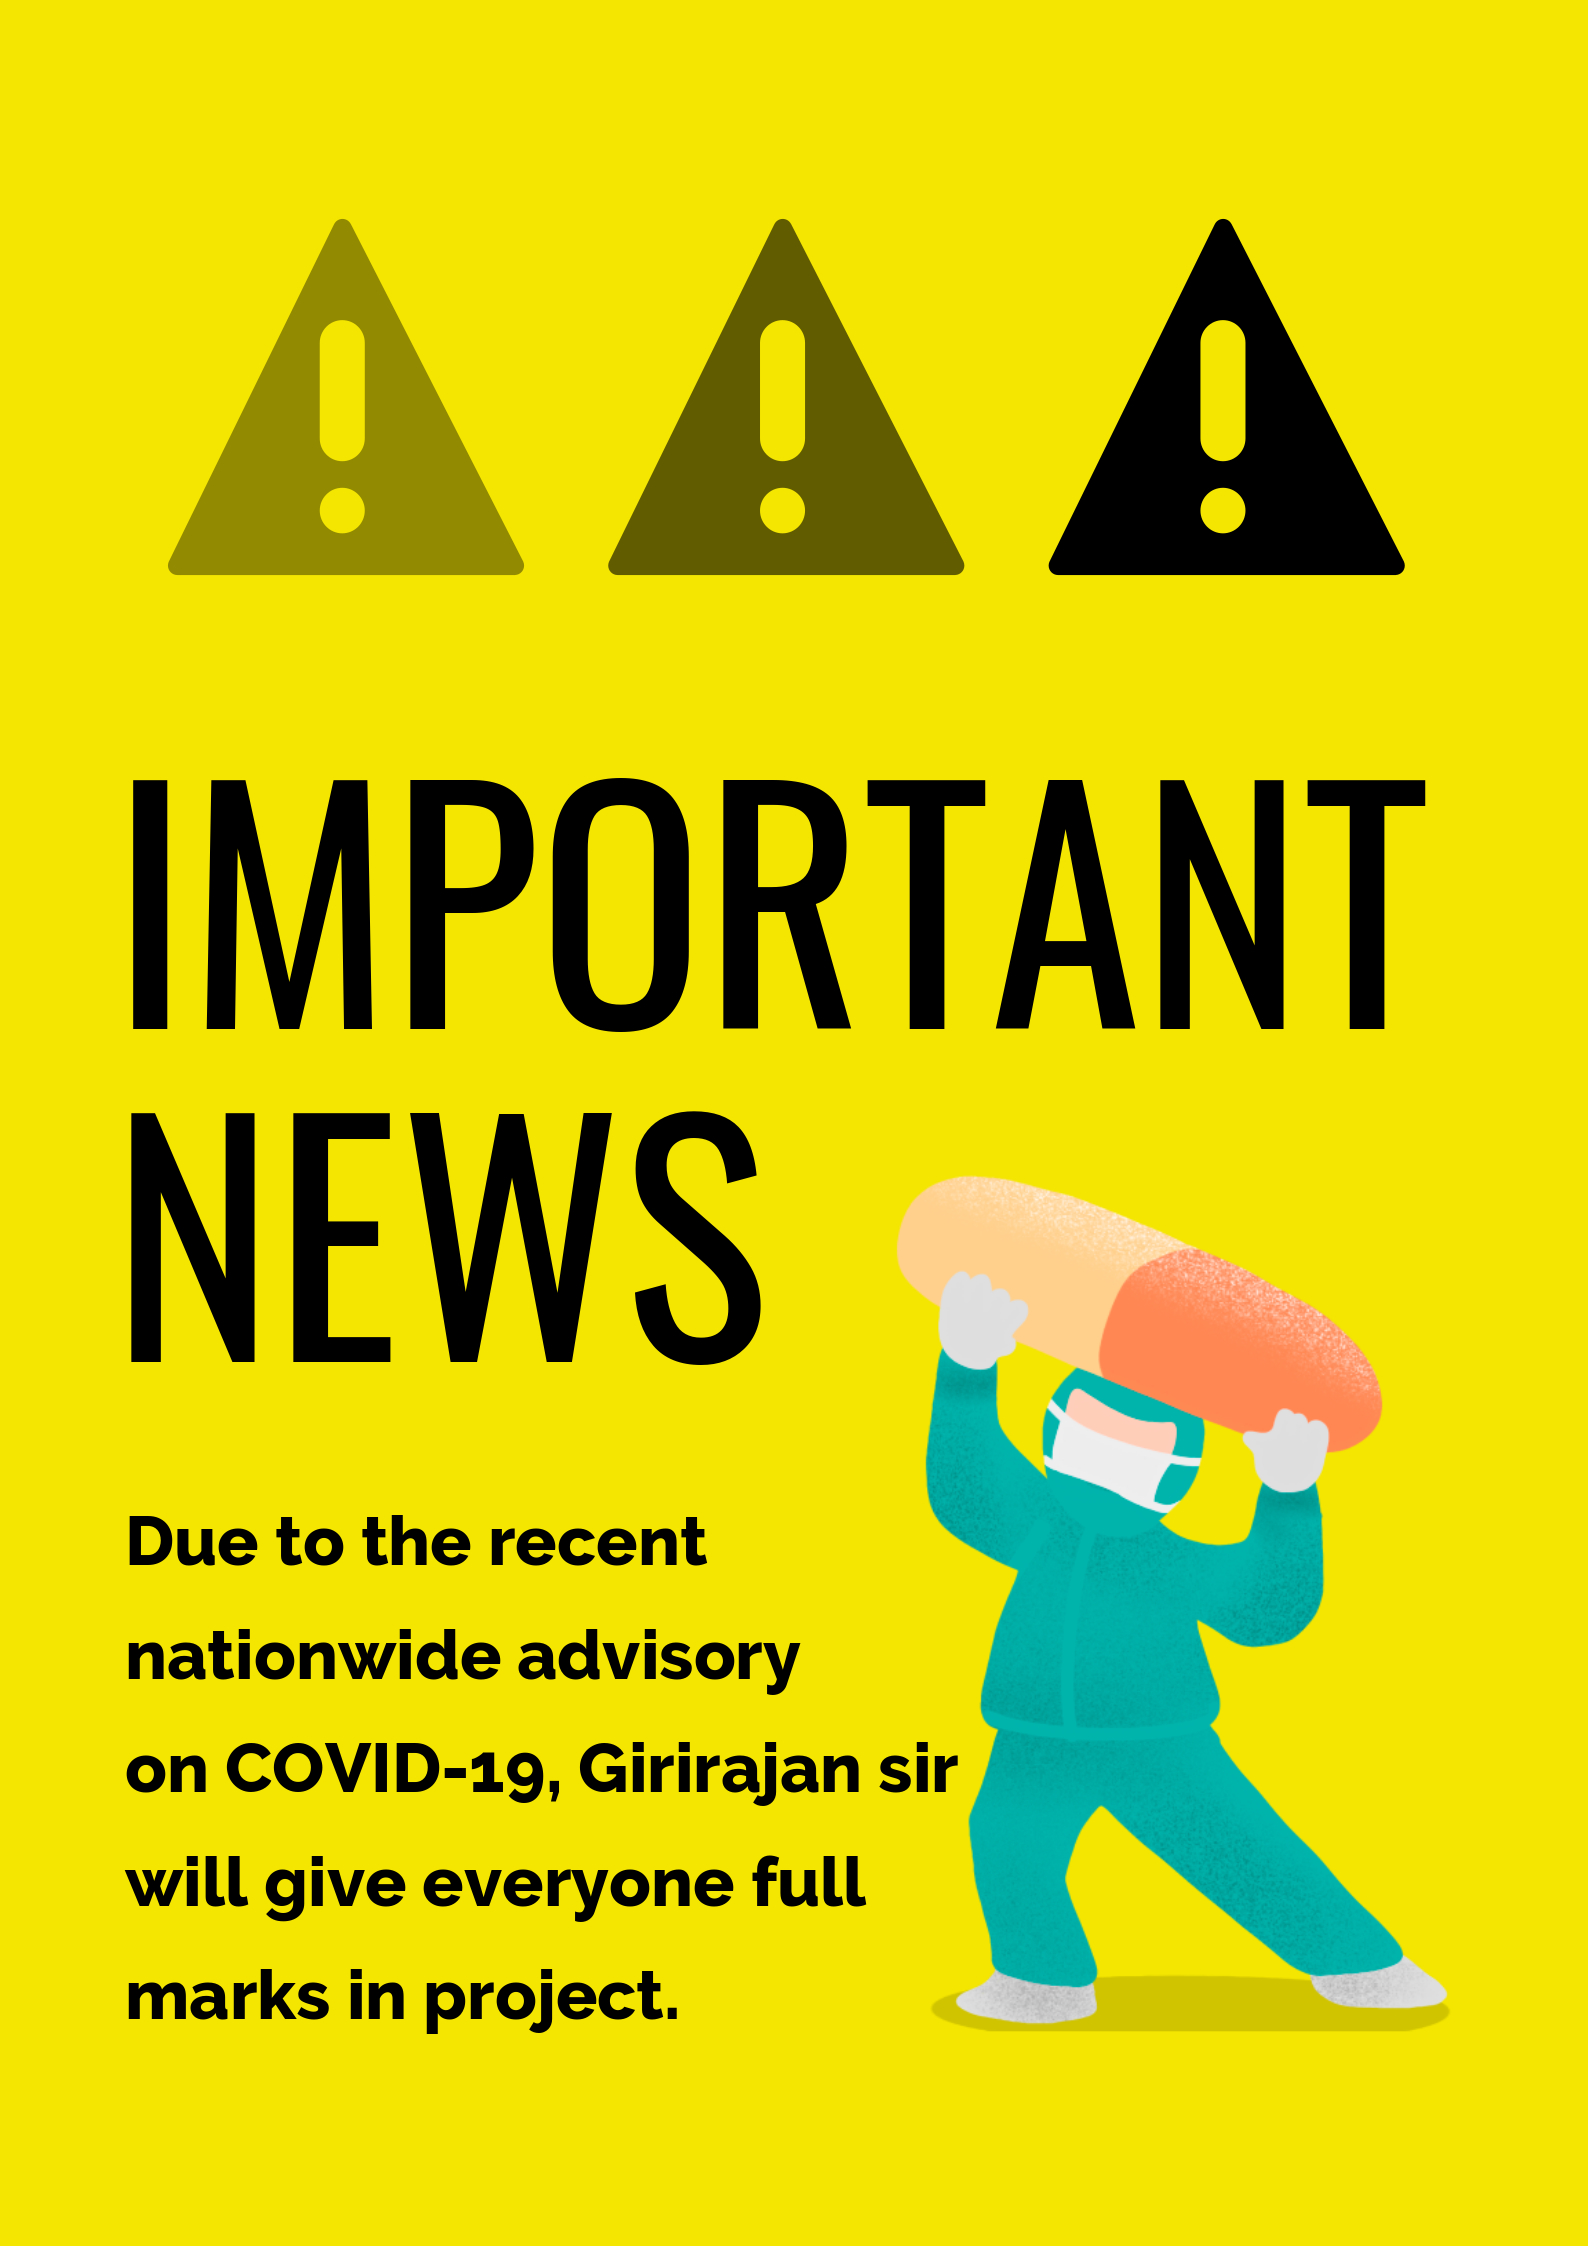 IMPORTANT
NEWS
Due to the recent
nationwide advisory
on COVID-19, Girirajan sir
will give everyone full
marks in project.